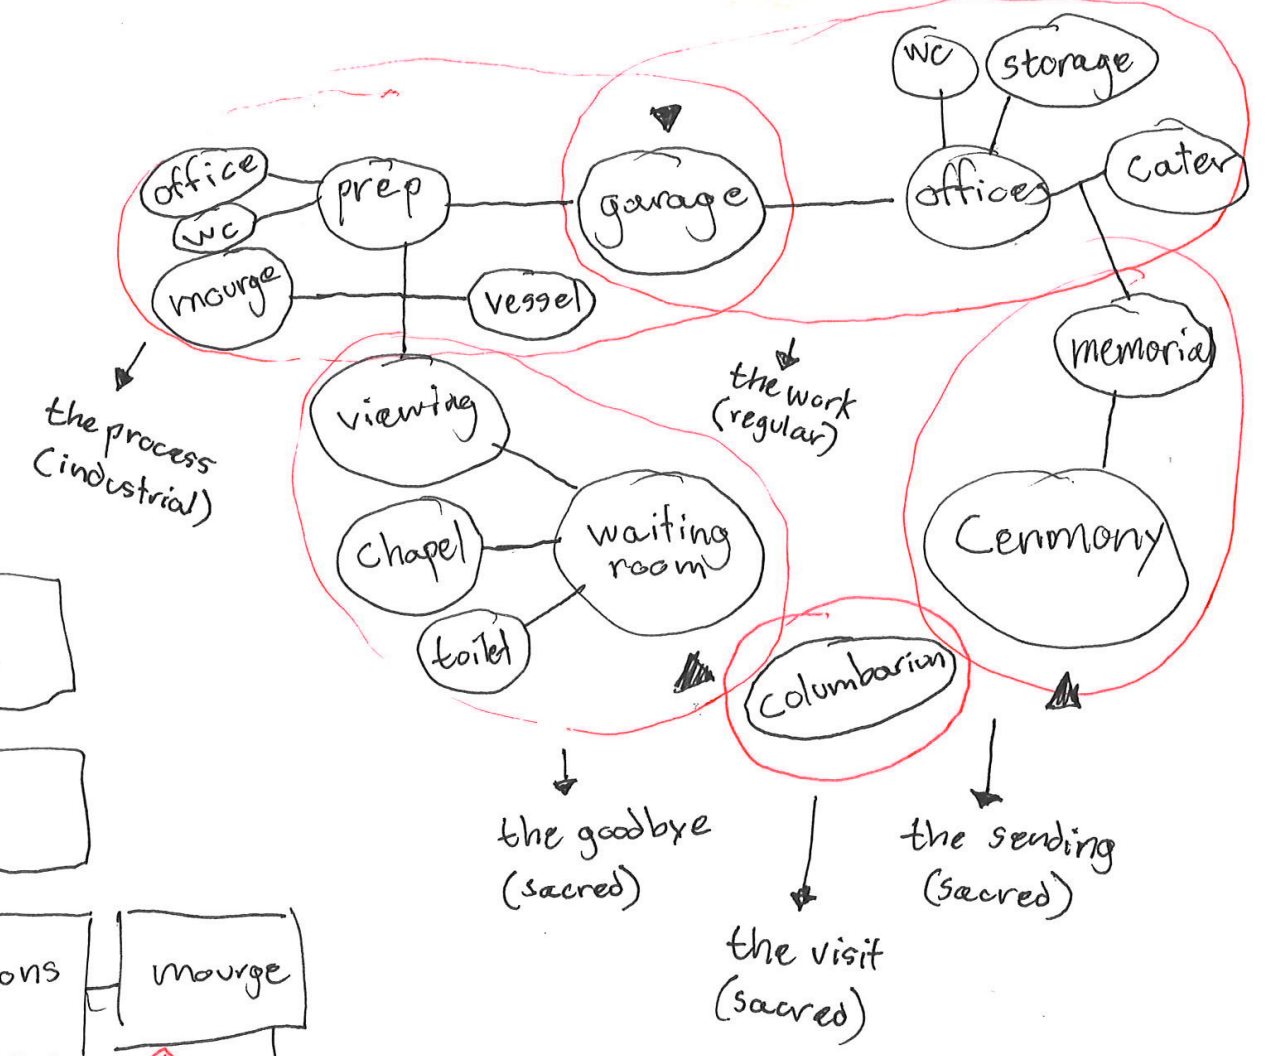 wc
storage
office
prep
garage
offices
cater
wc
mourge
vessel
memorial
viewing
the work
(regular)
the process
(industrial)
chapel
waiting
room
Cenmony
toilet
columbarium
the goodbye
(sacred)
the sending
(sacred)
the visit
(sacred)
ons
mourge